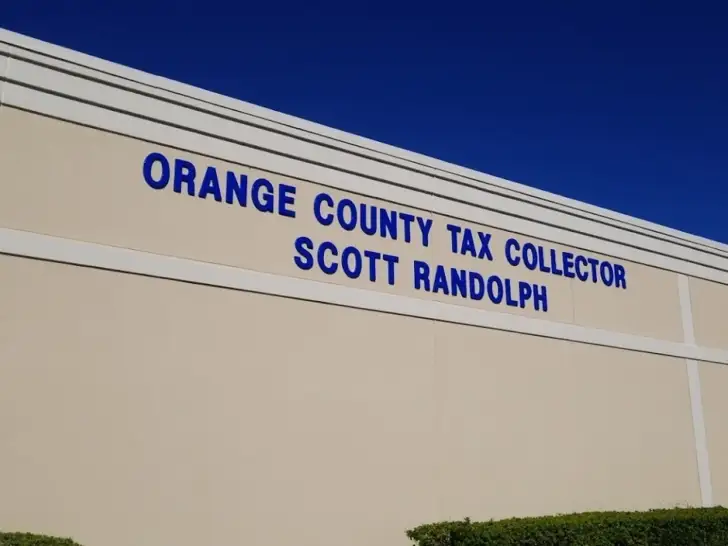 ORANGE COUNTY TAX COLLECTOR
SCOTT RANDOLPH